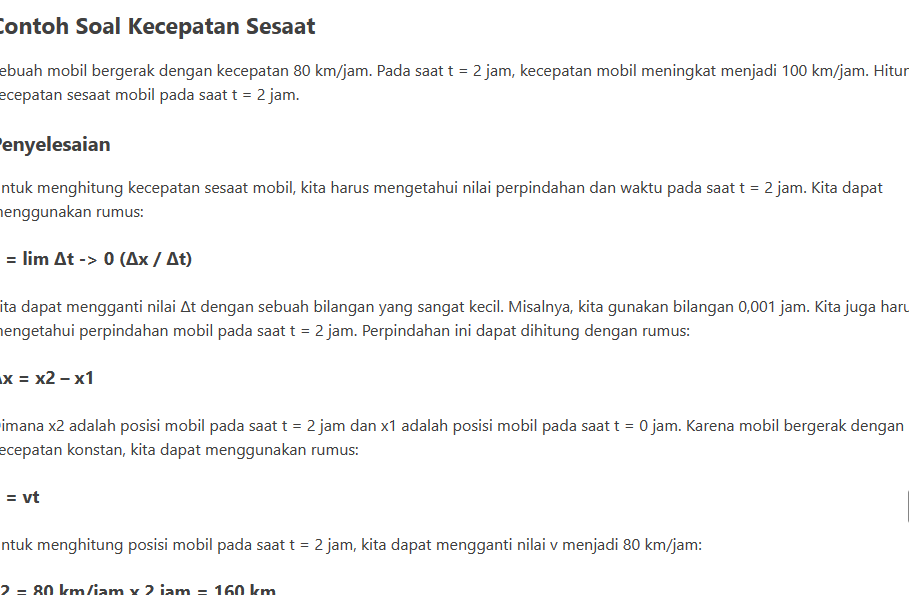 Contoh Soal Kecepatan Sesaat
ebuah mobil bergerak dengan kecepatan 80 km/jam. Pada saat t = 2 jam, kecepatan mobil meningkat menjadi 100 km/jam. Hitun
ecepatan sesaat mobil pada saat t = 2 jam.
Penyelesaian
ntuk menghitung kecepatan sesaat mobil, kita harus mengetahui nilai perpindahan dan waktu pada saat t = 2 jam. Kita dapat
menggunakan rumus:
= lim Δt -> 0 (Δx / Δt)
ita dapat mengganti nilai Δt dengan sebuah bilangan yang sangat kecil. Misalnya, kita gunakan bilangan 0,001 jam. Kita juga haru
mengetahui perpindahan mobil pada saat t = 2 jam. Perpindahan ini dapat dihitung dengan rumus:
Δx = x2 – x1
imana x2 adalah posisi mobil pada saat t = 2 jam dan x1 adalah posisi mobil pada saat t = 0 jam. Karena mobil bergerak dengan
ecepatan konstan, kita dapat menggunakan rumus:
= vt
ntuk menghitung posisi mobil pada saat t = 2 jam, kita dapat mengganti nilai v menjadi 80 km/jam:
2 = 80 km/jam x 2 jam = 160 km